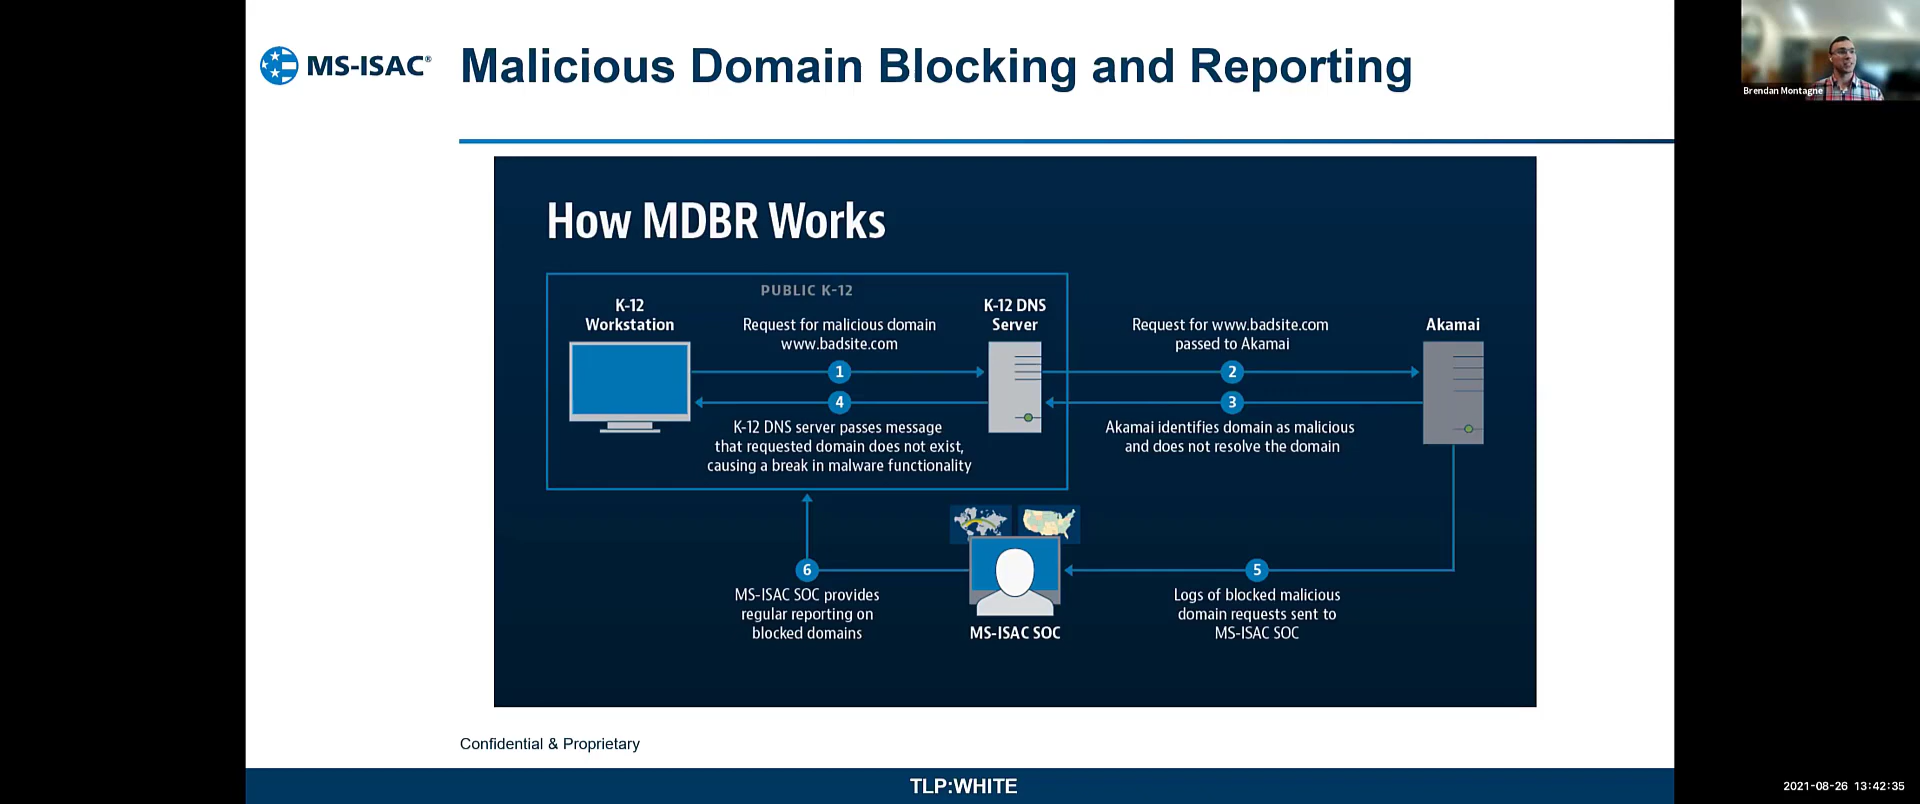 MS-ISAC®
Malicious Domain Blocking and Reporting
Brendan Montagne
How MDBR Works
PUBLIC K-12
K-12
Workstation
Request for malicious domain
www.badsite.com
K-12 DNS
Server
Request for www.badsite.com
passed to Akamai
Akamai
1
2
4
3
K-12 DNS server passes message
that requested domain does not exist,
causing a break in malware functionality
Akamai identifies domain as malicious
and does not resolve the domain
6
5
MS-ISAC SOC provides
regular reporting on
blocked domains
MS-ISAC SOC
Logs of blocked malicious
domain requests sent to
MS-ISAC SOC
Confidential & Proprietary
TLP:WHITE
2021-08-26 13:42:35